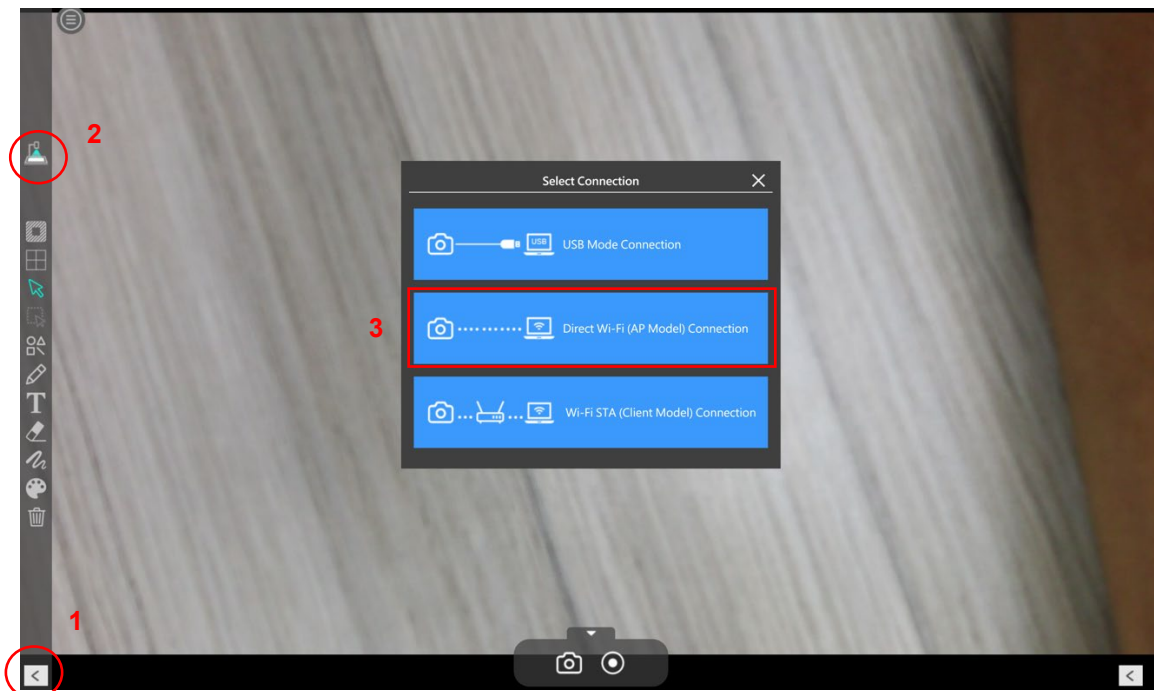 2
Select Connection
USB
USB Mode Connection
3
Direct Wi-Fi (AP Model) Connection
Wi-Fi STA (Client Model) Connection
T
1